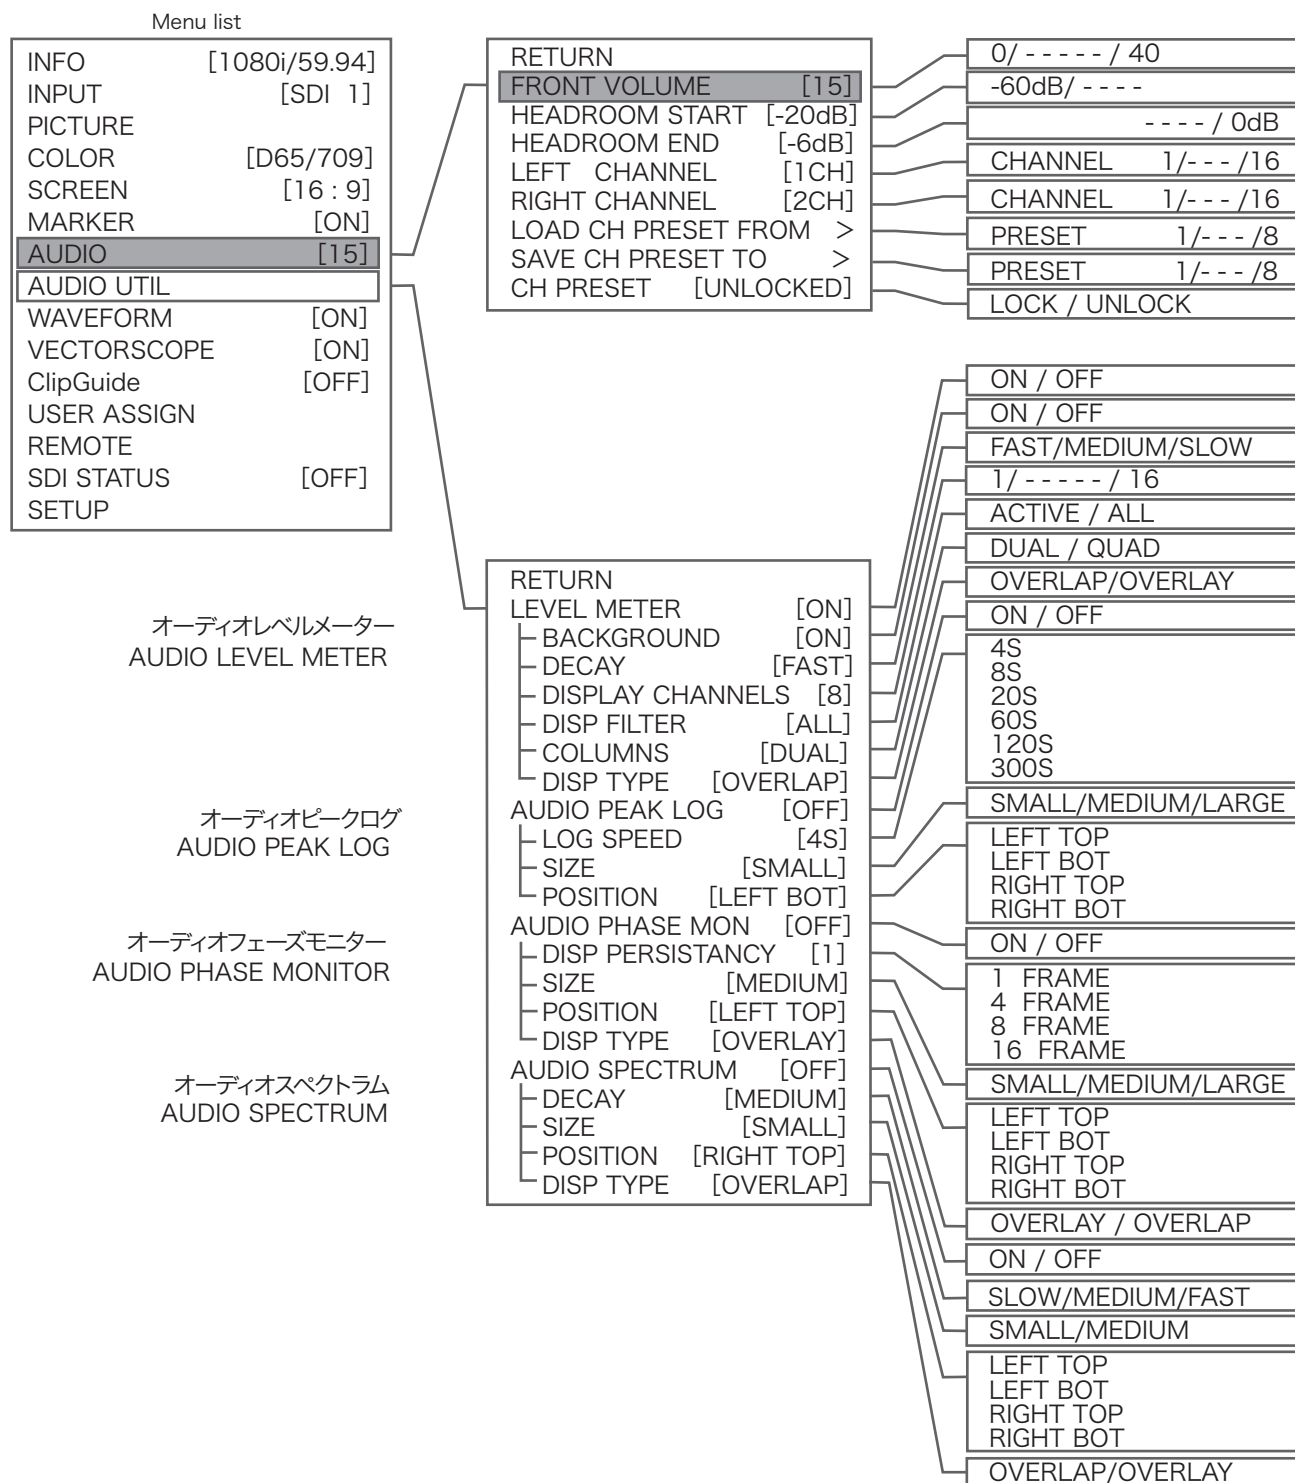 Menu list
INFO [1080i/59.94]
INPUT [SDI 1]
PICTURE
COLOR [D65/709]
SCREEN [16 : 9]
MARKER [ON]
AUDIO [15]
AUDIO UTIL
WAVEFORM [ON]
VECTORSCOPE [ON]
ClipGuide [OFF]
USER ASSIGN
REMOTE
SDI STATUS [OFF]
SETUP
RETURN
FRONT VOLUME [15]
HEADROOM START [-20dB]
HEADROOM END [-6dB]
LEFT CHANNEL [1CH]
RIGHT CHANNEL [2CH]
LOAD CH PRESET FROM >
SAVE CH PRESET TO >
CH PRESET [UNLOCKED]
0/ - - - - - / 40
-60dB/ - - - -
- - - - / 0dB
CHANNEL 1/- - - /16
CHANNEL 1/- - - /16
PRESET 1/- - - /8
PRESET 1/- - - /8
LOCK / UNLOCK
オーディオレベルメーター
AUDIO LEVEL METER
オーディオピークログ
AUDIO PEAK LOG
オーディオフェーズモニター
AUDIO PHASE MONITOR
オーディオスペクトラム
AUDIO SPECTRUM
RETURN
LEVEL METER [ON]
BACKGROUND [ON]
DECAY [FAST]
DISPLAY CHANNELS [8]
DISP FILTER [ALL]
COLUMNS [DUAL]
DISP TYPE [OVERLAP]
AUDIO PEAK LOG [OFF]
LOG SPEED [4S]
SIZE [SMALL]
POSITION [LEFT BOT]
AUDIO PHASE MON [OFF]
DISP PERSISTANCY [1]
SIZE [MEDIUM]
POSITION [LEFT TOP]
DISP TYPE [OVERLAY]
AUDIO SPECTRUM [OFF]
DECAY [MEDIUM]
SIZE [SMALL]
POSITION [RIGHT TOP]
DISP TYPE [OVERLAP]
ON / OFF
ON / OFF
FAST/MEDIUM/SLOW
1/ - - - - - / 16
ACTIVE / ALL
DUAL / QUAD
OVERLAP/OVERLAY
ON / OFF
4S
8S
20S
60S
120S
300S
SMALL/MEDIUM/LARGE
LEFT TOP
LEFT BOT
RIGHT TOP
RIGHT BOT
ON / OFF
1 FRAME
4 FRAME
8 FRAME
16 FRAME
SMALL/MEDIUM/LARGE
LEFT TOP
LEFT BOT
RIGHT TOP
RIGHT BOT
OVERLAY / OVERLAP
ON / OFF
SLOW/MEDIUM/FAST
SMALL/MEDIUM
LEFT TOP
LEFT BOT
RIGHT TOP
RIGHT BOT
OVERLAP/OVERLAY